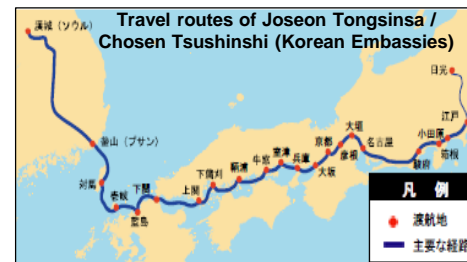 Travel routes of Joseon Tongsinsa /
Chosen Tsushinshi (Korean Embassies)
漢城（ソウル）
日光
江戸
釜山（プサン）
大垣
小田原
京都
名古屋
室津
牛窓
兵庫
彦根
箱根
下蒲刈
鞆浦
大坂
駿府
対馬
下関
壱岐
上関
藍島
凡 例
渡航地
主要な経路